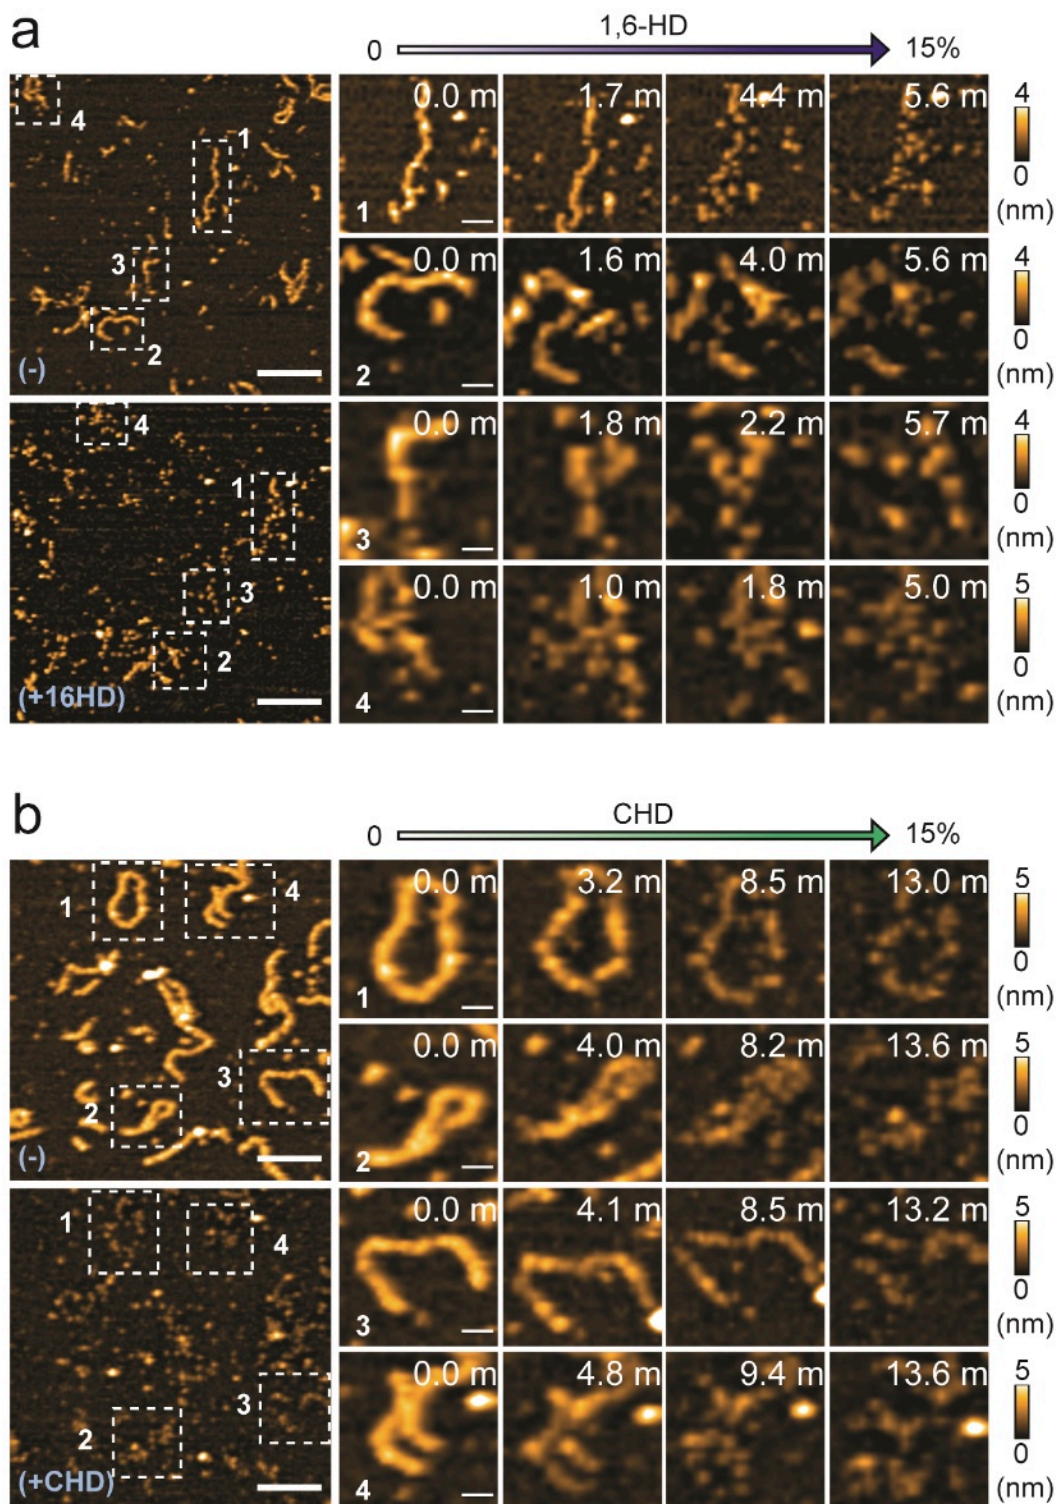 a
1,6-HD
0 15%
4 1 3 2 (-)
0.0 m 1.7 m 4.4 m 5.6 m
1
4 0 (nm)
0.0 m 1.6 m 4.0 m 5.6 m
2
4 0 (nm)
4 1 3 2 (+16HD)
0.0 m 1.8 m 2.2 m 5.7 m
3
4 0 (nm)
0.0 m 1.0 m 1.8 m 5.0 m
4
5 0 (nm)
b
CHD
0 15%
1 4 3 2 (-)
0.0 m 3.2 m 8.5 m 13.0 m
1
5 0 (nm)
0.0 m 4.0 m 8.2 m 13.6 m
2
5 0 (nm)
1 4 3 2 (+CHD)
0.0 m 4.1 m 8.5 m 13.2 m
3
5 0 (nm)
0.0 m 4.8 m 9.4 m 13.6 m
4
5 0 (nm)